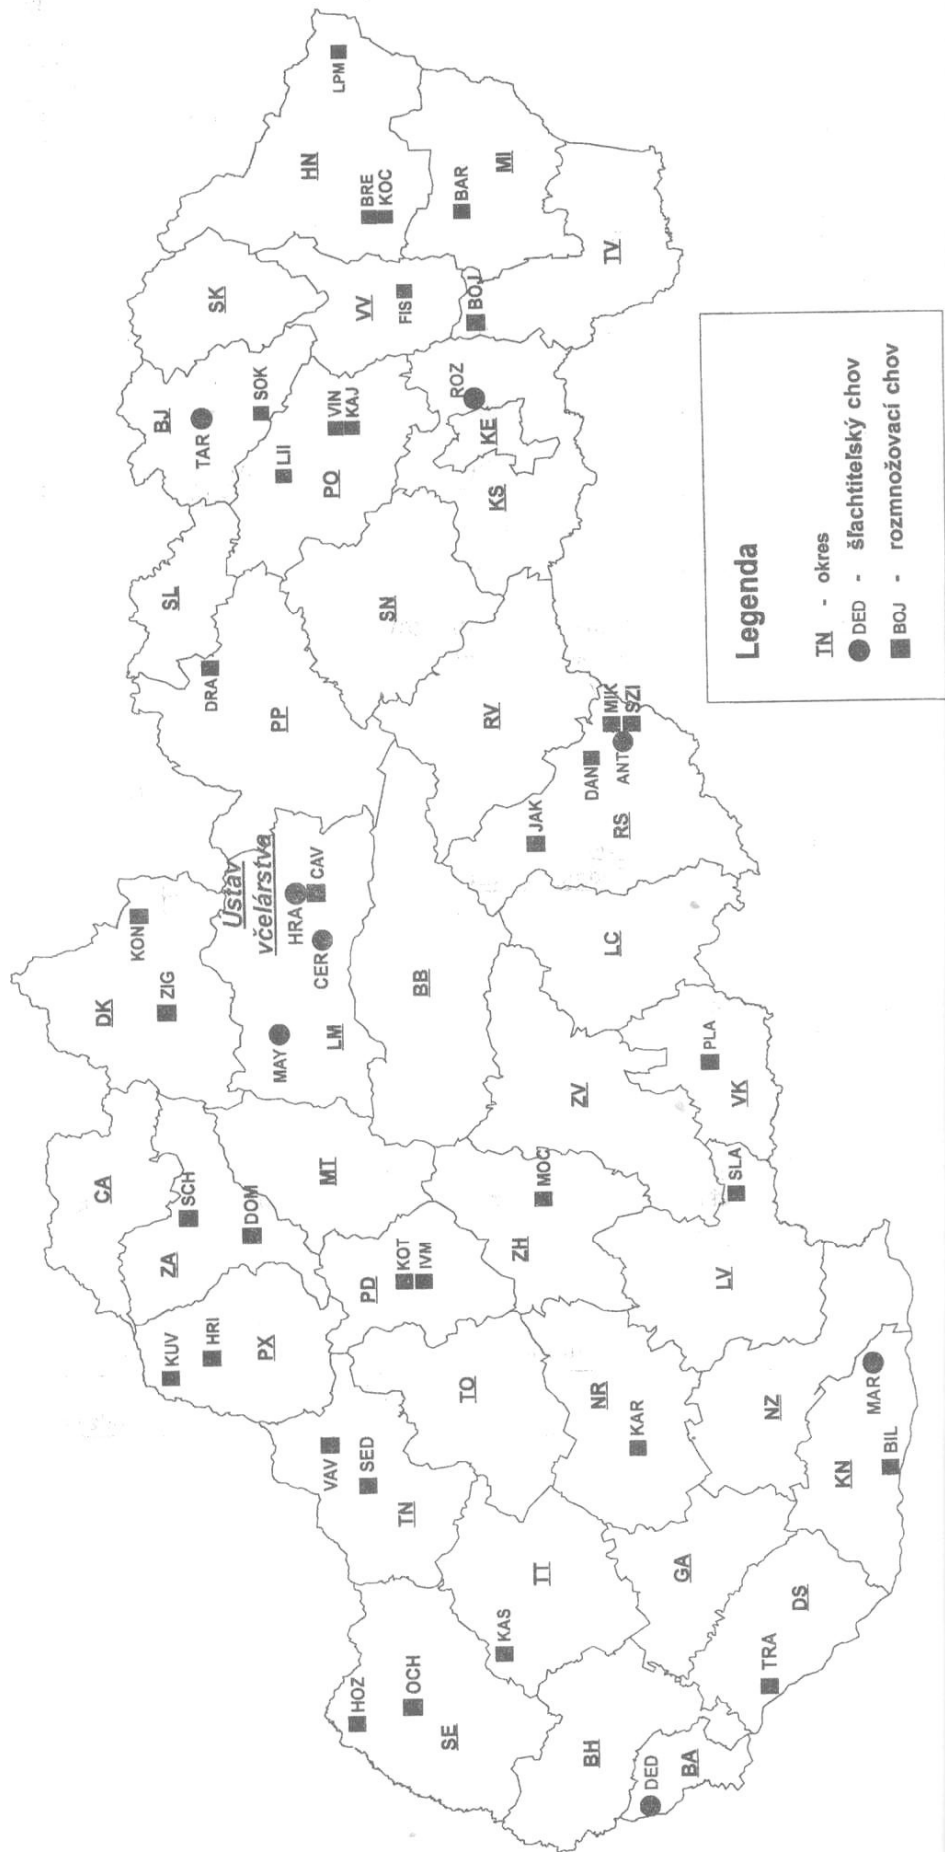 CA
DK
KON
BJ
ZA
ZIG
KUV
SL
SCH
TAR
DRA
HRI
SK
Ústav
včelárstva
DOM
SOK
PX
MAY
PP
LII
HRA
HN
CAV
CER
MT
VAV
PO
LM
VIN
LPM
KAJ
HOZ
SED
PD
VV
BRE
KOC
SN
KOT
FIS
TN
OCH
BB
IVM
SE
ROZ
BAR
TO
BOJ
KE
RV
KS
KAS
MI
ZH
JAK
TT
MOC
ZV
BH
DAN
NR
LC
MIK
TV
RS
ANT
SZI
KAR
DED
GA
BA
PLA
LV
SLA
VK
TRA
NZ
DS
KN
MAR
BIL
Legenda
TN - okres
DED - šľachtiteľský chov
BOJ - rozmnožovací chov